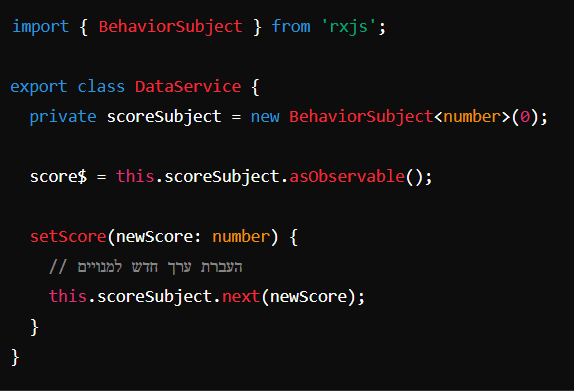 import { BehaviorSubject } from 'rxjs';
export class DataService {
private scoreSubject = new BehaviorSubject<number>(0);
score$ = this.scoreSubject.asObservable();
setScore(newScore: number) {
// העברת ערך חדש למנויים
this.scoreSubject.next(newScore);
}
}